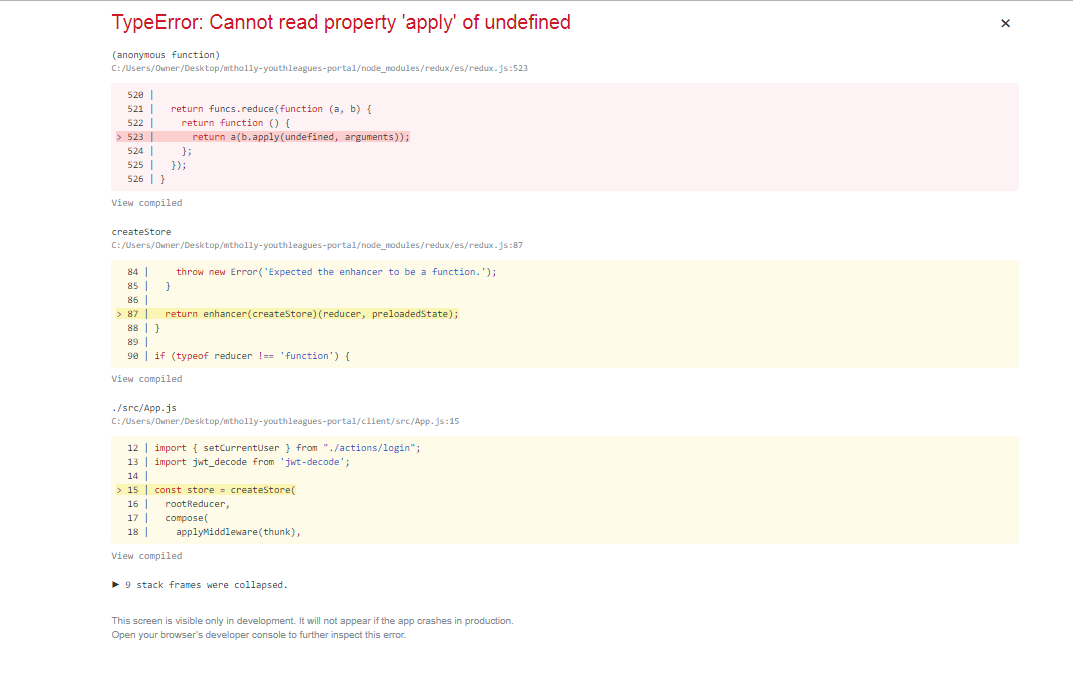 TypeError: Cannot read property 'apply' of undefined
×
(anonymous function)
C:/Users/Owner/Desktop/mtholly-youthleagues-portal/node_modules/redux/es/redux.js:523
520 |
521 |   return funcs.reduce(function (a, b) {
522 |     return function () {
> 523 |       return a(b.apply(undefined, arguments));
524 |     };
525 |   });
526 | }
View compiled
createStore
C:/Users/Owner/Desktop/mtholly-youthleagues-portal/node_modules/redux/es/redux.js:87
84 |     throw new Error('Expected the enhancer to be a function.');
85 |   }
86 |
> 87 |   return enhancer(createStore)(reducer, preloadedState);
88 | }
89 |
90 | if (typeof reducer !== 'function') {
View compiled
./src/App.js
C:/Users/Owner/Desktop/mtholly-youthleagues-portal/client/src/App.js:15
12 | import { setCurrentUser } from "./actions/login";
13 | import jwt_decode from 'jwt-decode';
14 |
> 15 | const store = createStore(
16 |   rootReducer,
17 |   compose(
18 |     applyMiddleware(thunk),
View compiled
▶ 9 stack frames were collapsed.
This screen is visible only in development. It will not appear if the app crashes in production.
Open your browser's developer console to further inspect this error.